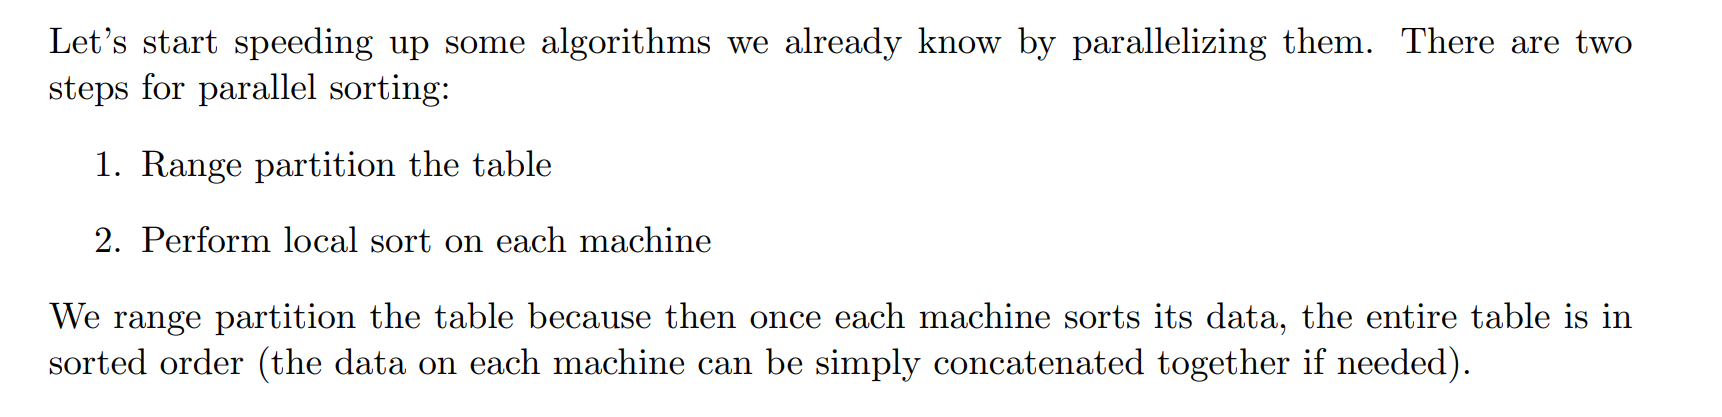 Let's start speeding up some algorithms we already know by parallelizing them. There are two
steps for parallel sorting:
1. Range partition the table
2. Perform local sort on each machine
We range partition the table because then once each machine sorts its data, the entire table is in
sorted order (the data on each machine can be simply concatenated together if needed).